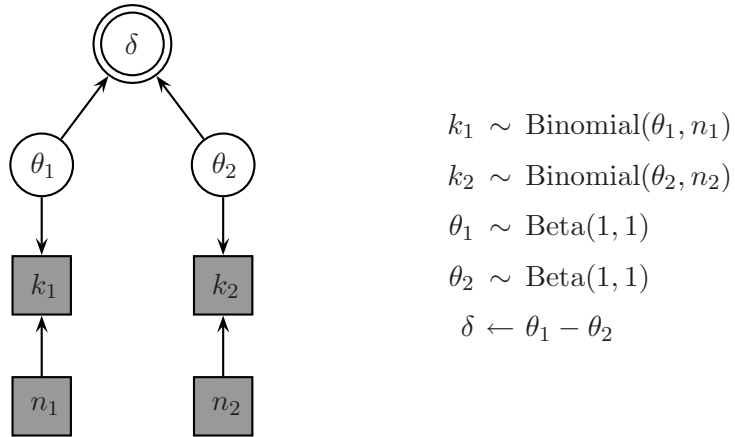 δ
θ₁ θ₂
k₁ k₂
n₁ n₂
k₁ ∼ Binomial(θ₁, n₁)
k₂ ∼ Binomial(θ₂, n₂)
θ₁ ∼ Beta(1, 1)
θ₂ ∼ Beta(1, 1)
δ ← θ₁ − θ₂